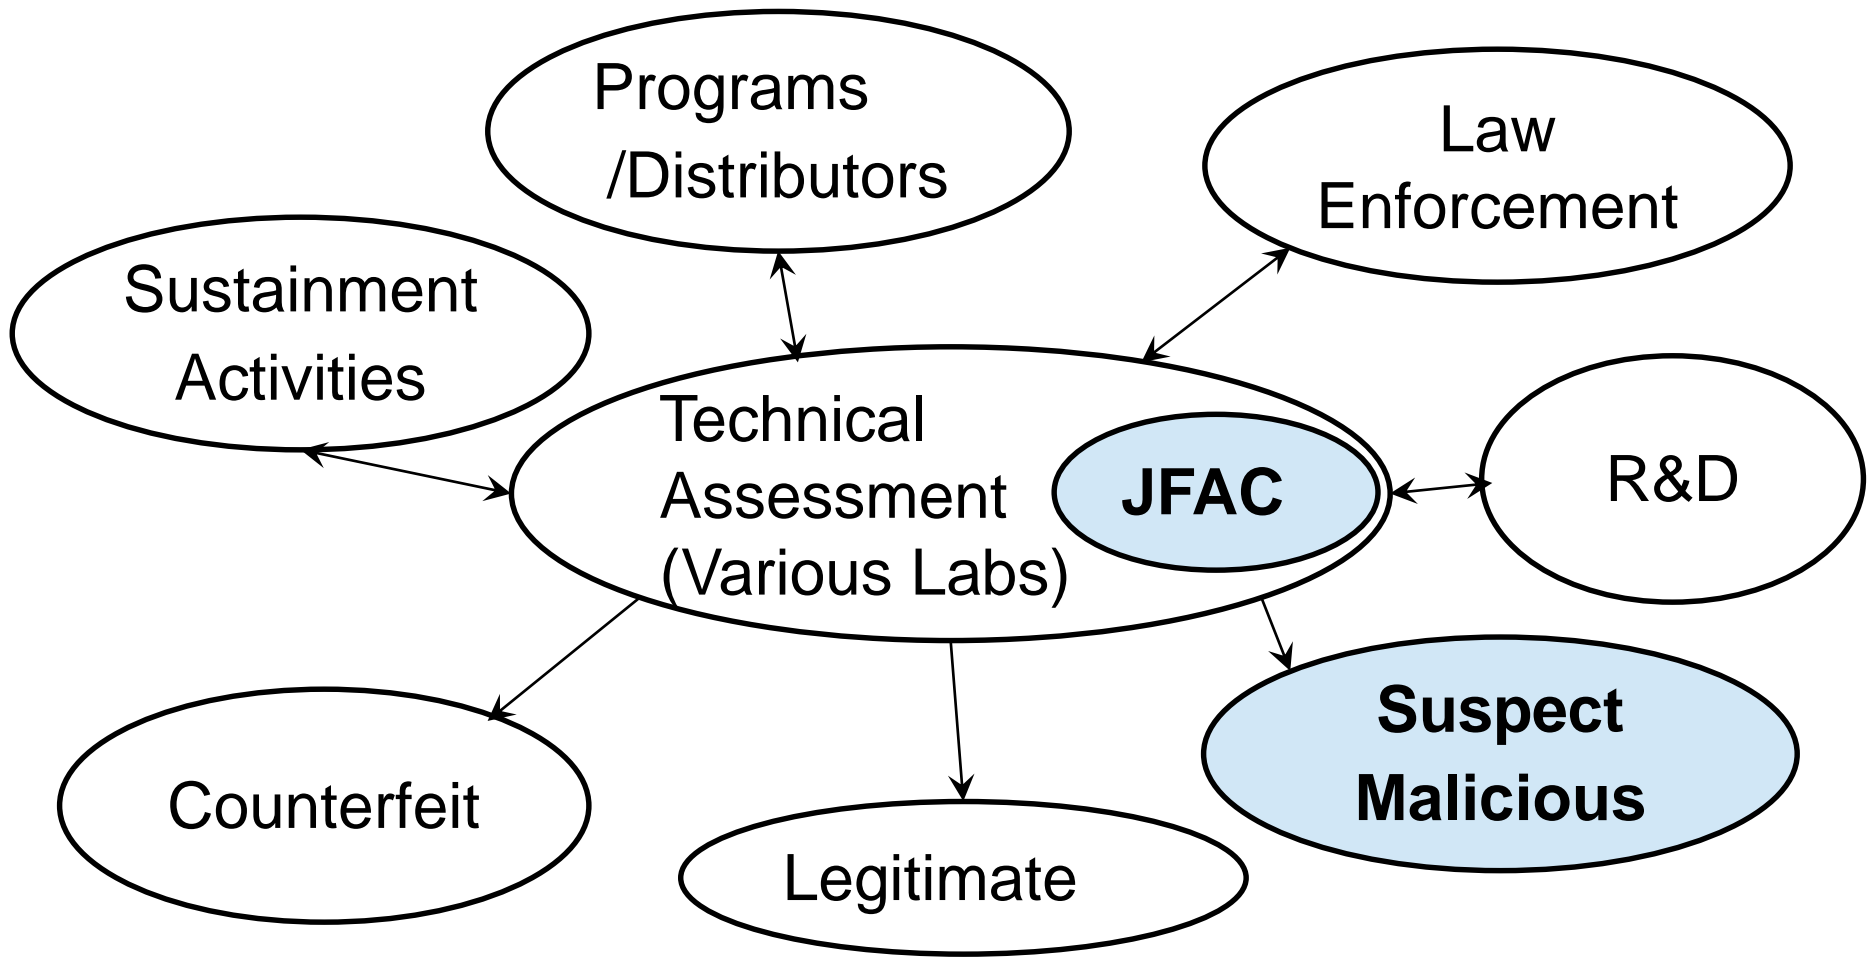 Programs
/Distributors
Law
Enforcement
Sustainment
Activities
Technical
Assessment
(Various Labs)
JFAC
R&D
Suspect
Malicious
Counterfeit
Legitimate